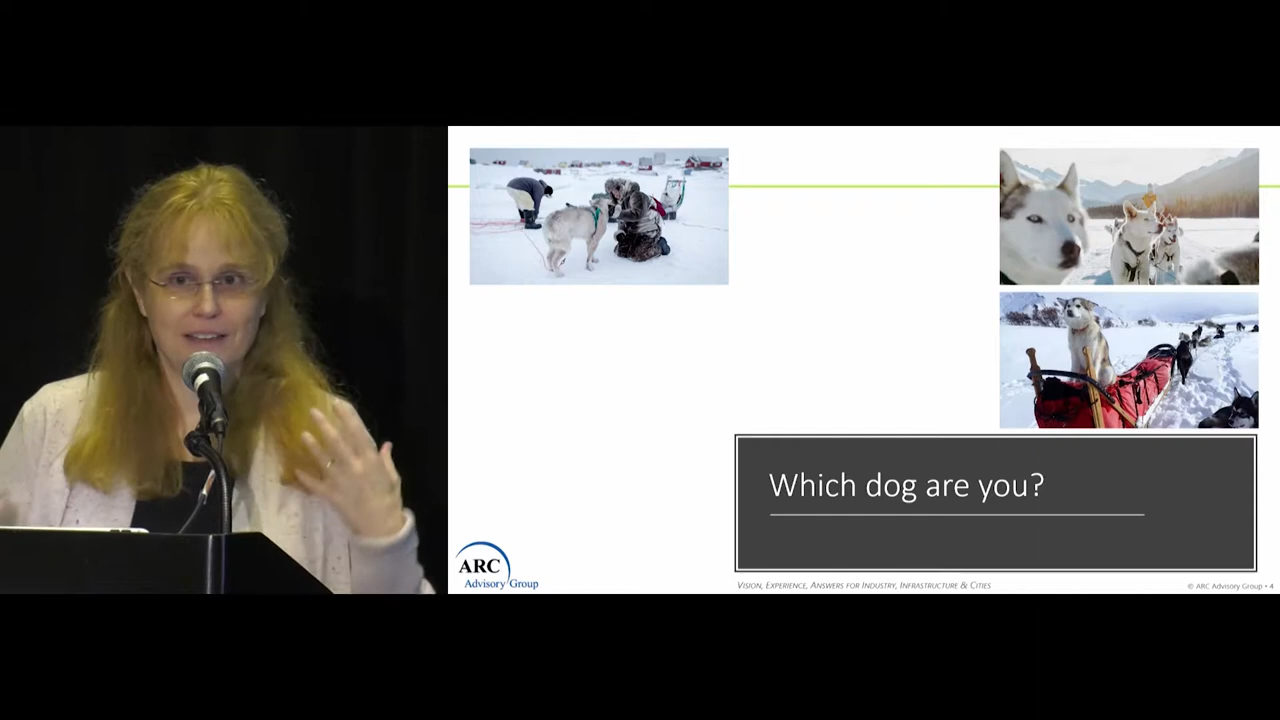 Which dog are you?
ARC
Advisory Group
VISION, EXPERIENCE, ANSWERS FOR INDUSTRY, INFRASTRUCTURE & CITIES
© ARC Advisory Group • 4